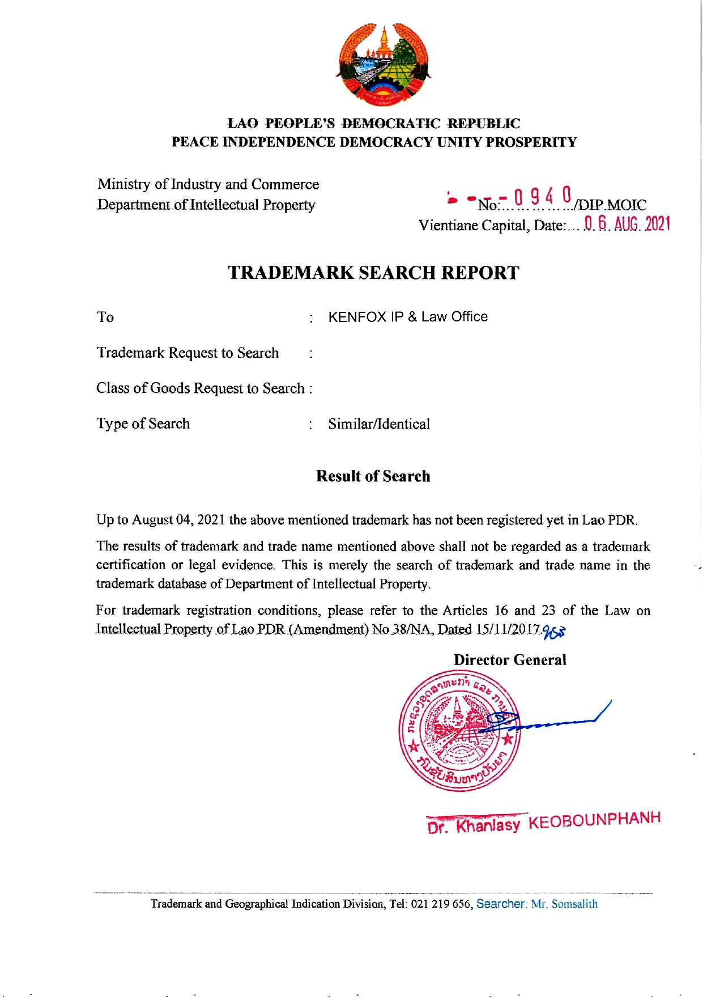 LAO PEOPLE'S DEMOCRATIC REPUBLIC
PEACE INDEPENDENCE DEMOCRACY UNITY PROSPERITY
Ministry of Industry and Commerce
Department of Intellectual Property
No:..............0940/DIP.MOIC
Vientiane Capital, Date:... 06 AUG. 2021
TRADEMARK SEARCH REPORT
To : KENFOX IP & Law Office
Trademark Request to Search :
Class of Goods Request to Search :
Type of Search : Similar/Identical
Result of Search
Up to August 04, 2021 the above mentioned trademark has not been registered yet in Lao PDR.
The results of trademark and trade name mentioned above shall not be regarded as a trademark
certification or legal evidence. This is merely the search of trademark and trade name in the
trademark database of Department of Intellectual Property.
For trademark registration conditions, please refer to the Articles 16 and 23 of the Law on
Intellectual Property of Lao PDR (Amendment) No 38/NA, Dated 15/11/2017.
Director General
ກະຊວງອຸດສາຫະກຳ ແລະ ການ
ກົມຊັບສິນທາງປັນຍາ
Dr. Khanlasy KEOBOUNPHANH
Trademark and Geographical Indication Division, Tel: 021 219 656, Searcher: Mr. Somsalith